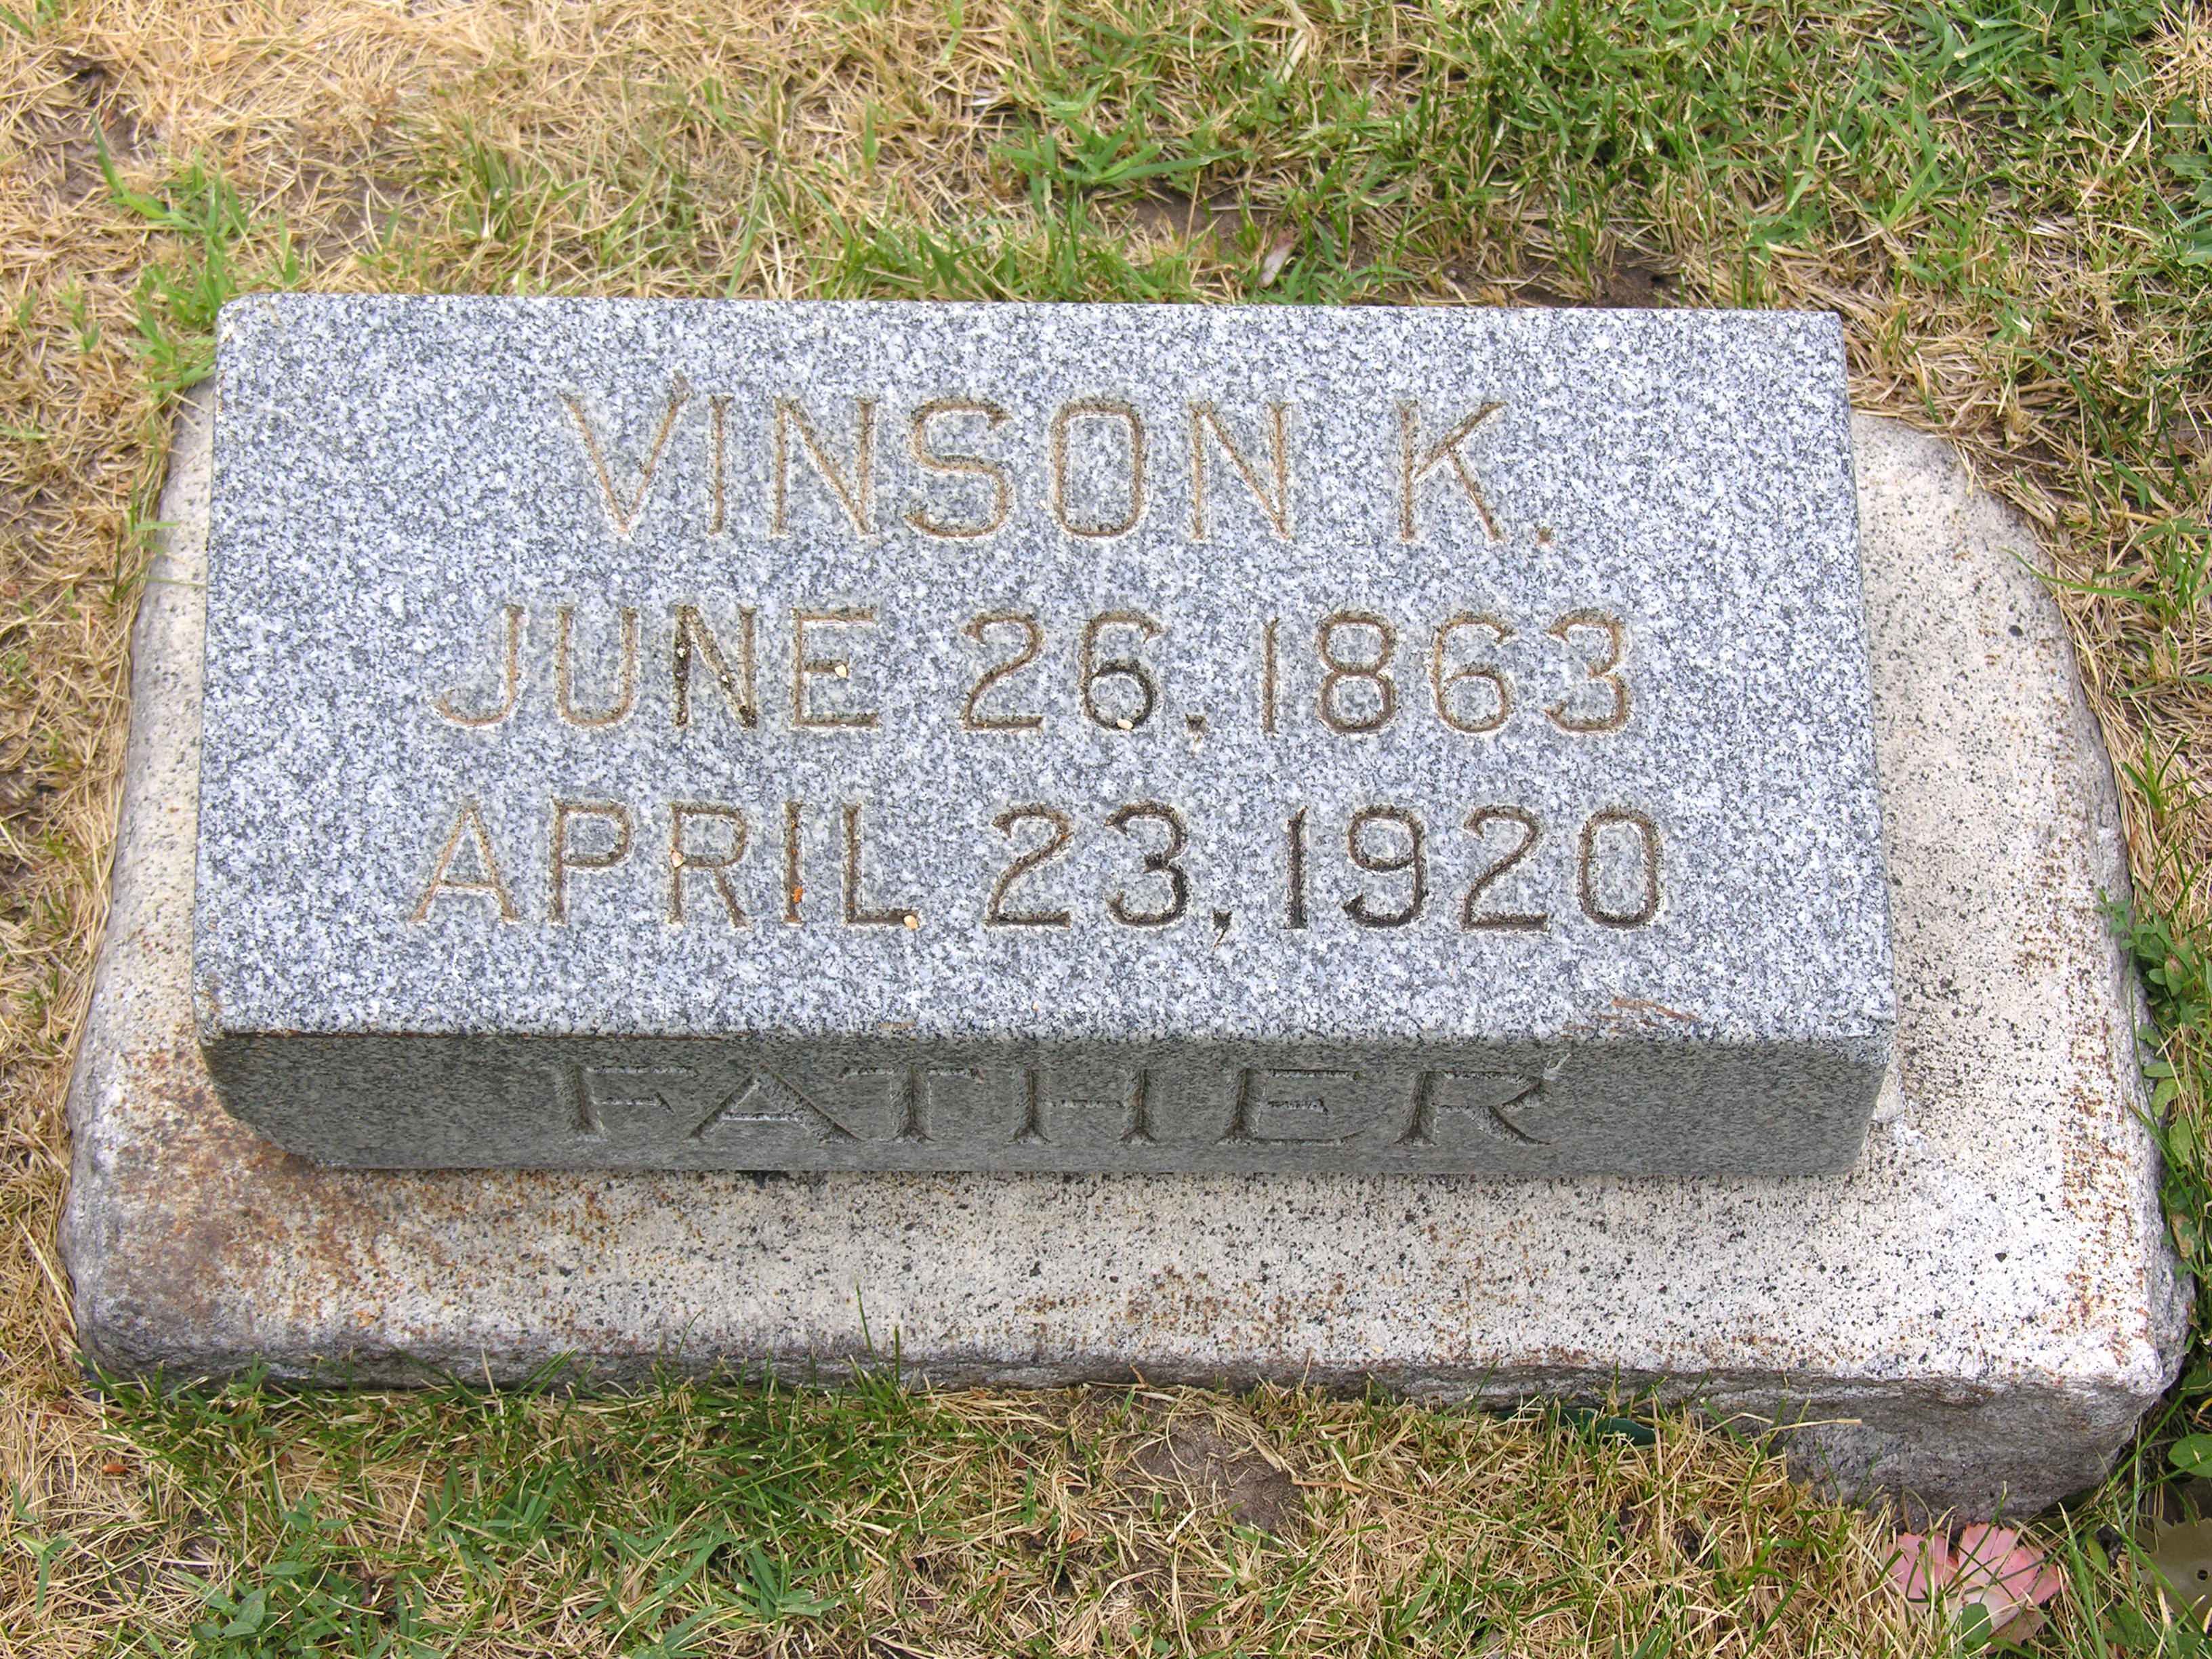 VINSON K.
JUNE 26, 1863
APRIL 23, 1920
FATHER